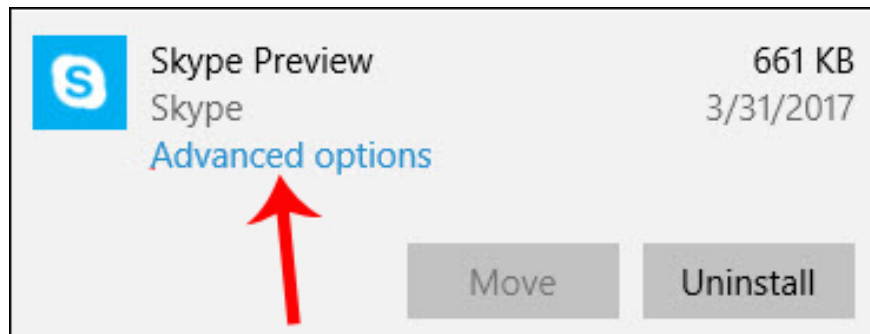 Skype Preview 661 KB
Skype 3/31/2017
Advanced options
Move Uninstall